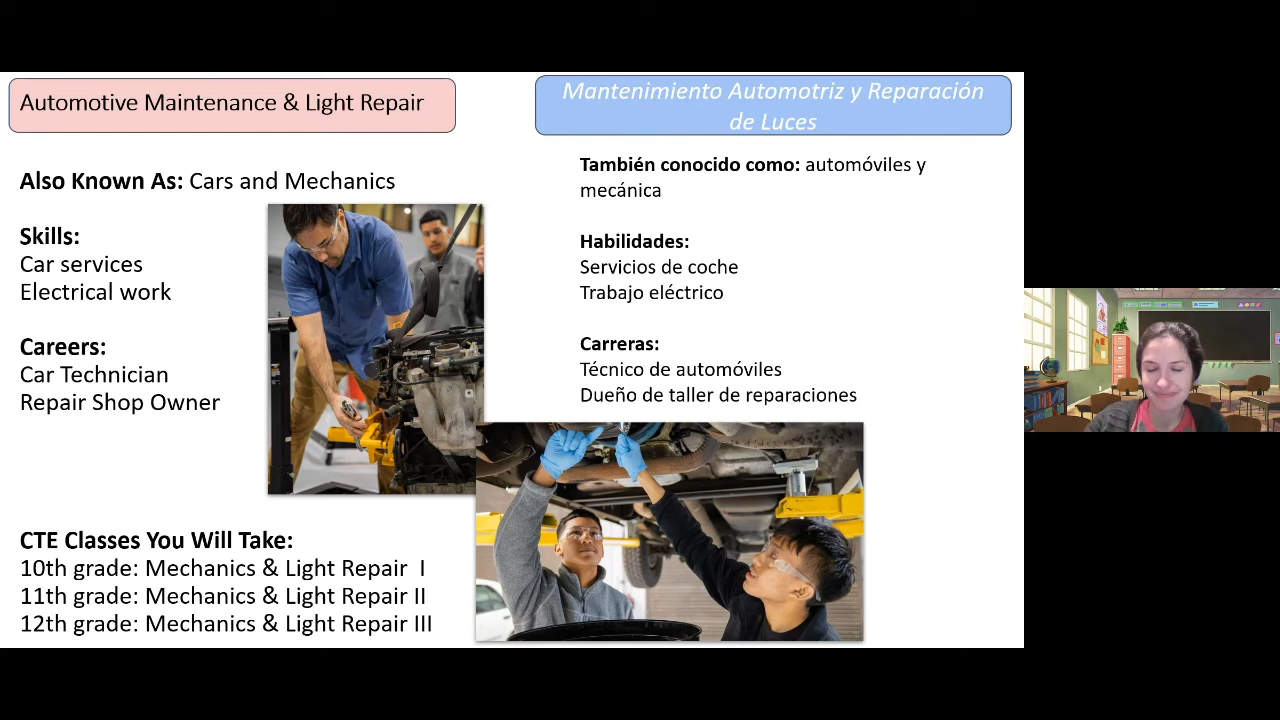 Automotive Maintenance & Light Repair
Also Known As: Cars and Mechanics
Skills:
Car services
Electrical work
Careers:
Car Technician
Repair Shop Owner
CTE Classes You Will Take:
10th grade: Mechanics & Light Repair I
11th grade: Mechanics & Light Repair II
12th grade: Mechanics & Light Repair III
Mantenimiento Automotriz y Reparación
de Luces
También conocido como: automóviles y
mecánica
Habilidades:
Servicios de coche
Trabajo eléctrico
Carreras:
Técnico de automóviles
Dueño de taller de reparaciones